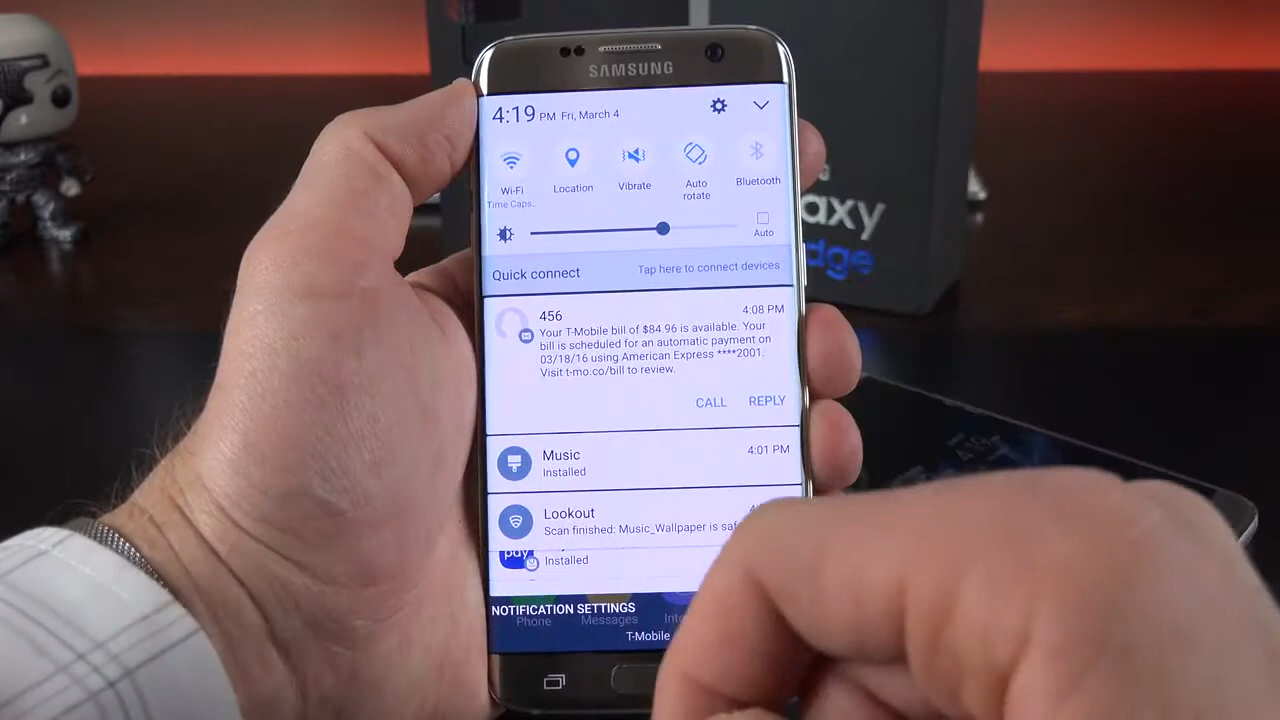 SAMSUNG
4:19 PM Fri, March 4
Wi-Fi
Time Caps..
Location
Vibrate
Auto
rotate
Bluetooth
Auto
Quick connect Tap here to connect devices
456 4:08 PM
Your T-Mobile bill of $84.96 is available. Your
bill is scheduled for an automatic payment on
03/18/16 using American Express ****2001.
Visit t-mo.co/bill to review.
CALL REPLY
Music 4:01 PM
Installed
Lookout
Scan finished: Music_Wallpaper is
pay
Installed
NOTIFICATION SETTINGS
Phone Messages
T-Mobile
axy
dge